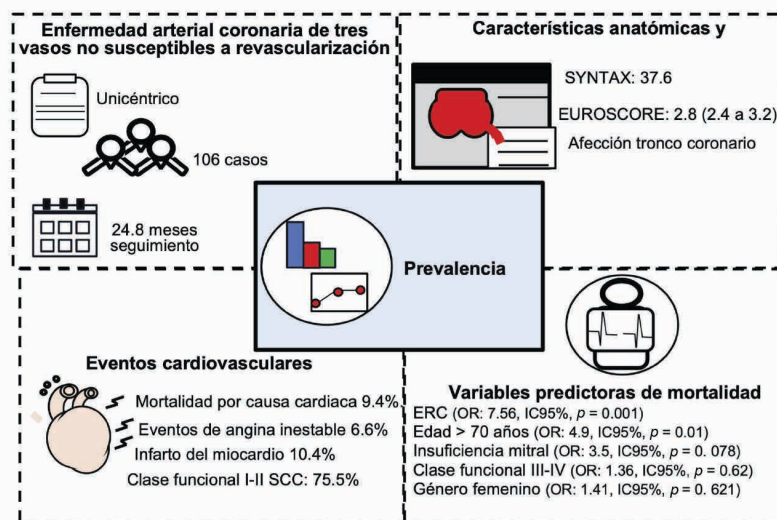 Enfermedad arterial coronaria de tres
vasos no susceptibles a revascularización
Unicéntrico
106 casos
24.8 meses
seguimiento
Características anatómicas y
SYNTAX: 37.6
EUROSCORE: 2.8 (2.4 a 3.2)
Afección tronco coronario
Prevalencia
Eventos cardiovasculares
Mortalidad por causa cardiaca 9.4%
Eventos de angina inestable 6.6%
Infarto del miocardio 10.4%
Clase funcional I-II SCC: 75.5%
Variables predictoras de mortalidad
ERC (OR: 7.56, IC95%, p = 0.001)
Edad > 70 años (OR: 4.9, IC95%, p = 0.01)
Insuficiencia mitral (OR: 3.5, IC95%, p = 0. 078)
Clase funcional III-IV (OR: 1.36, IC95%, p = 0.62)
Género femenino (OR: 1.41, IC95%, p = 0. 621)